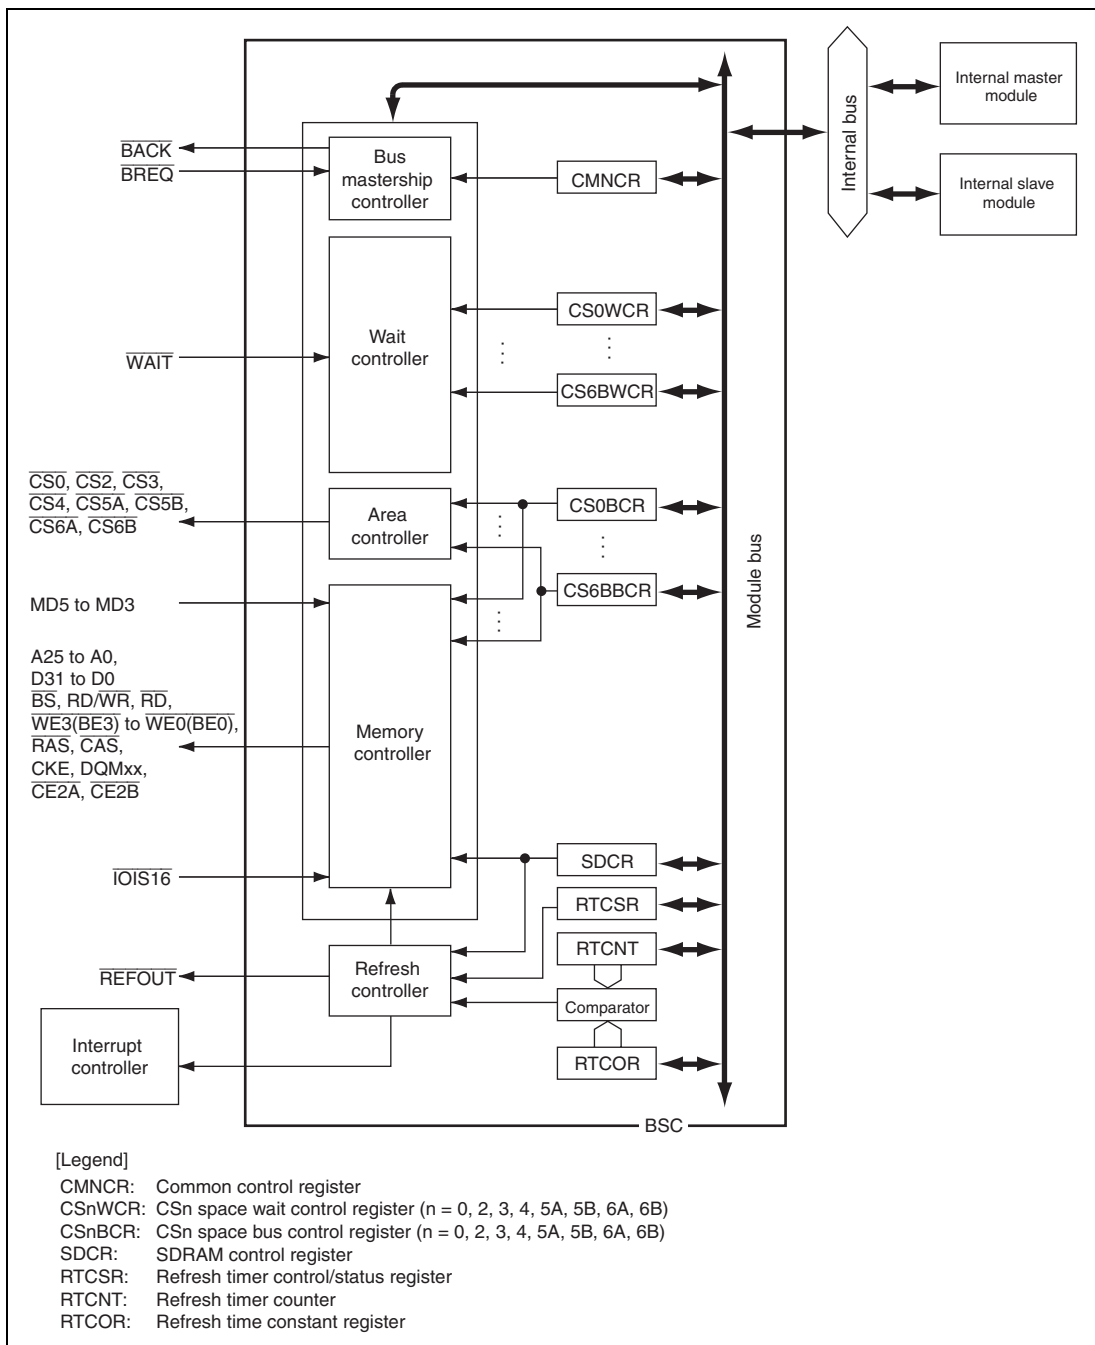 BACK
BREQ
Bus
mastership
controller
CMNCR
Internal bus
Internal master
module
Internal slave
module
WAIT
Wait
controller
CS0WCR
CS6BWCR
CS0, CS2, CS3,
CS4, CS5A, CS5B,
CS6A, CS6B
Area
controller
CS0BCR
CS6BBCR
Module bus
MD5 to MD3
A25 to A0,
D31 to D0
BS, RD/WR, RD,
WE3(BE3) to WE0(BE0),
RAS, CAS,
CKE, DQMxx,
CE2A, CE2B
Memory
controller
IOIS16
SDCR
RTCSR
RTCNT
Comparator
RTCOR
REFOUT
Refresh
controller
Interrupt
controller
BSC
[Legend]
CMNCR: Common control register
CSnWCR: CSn space wait control register (n = 0, 2, 3, 4, 5A, 5B, 6A, 6B)
CSnBCR: CSn space bus control register (n = 0, 2, 3, 4, 5A, 5B, 6A, 6B)
SDCR: SDRAM control register
RTCSR: Refresh timer control/status register
RTCNT: Refresh timer counter
RTCOR: Refresh time constant register